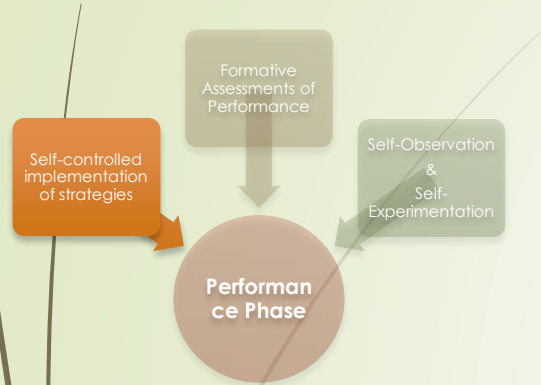 Formative
Assessments of
Performance
Self-controlled
implementation
of strategies
Self-Observation
&
Self-
Experimentation
Performan
ce Phase